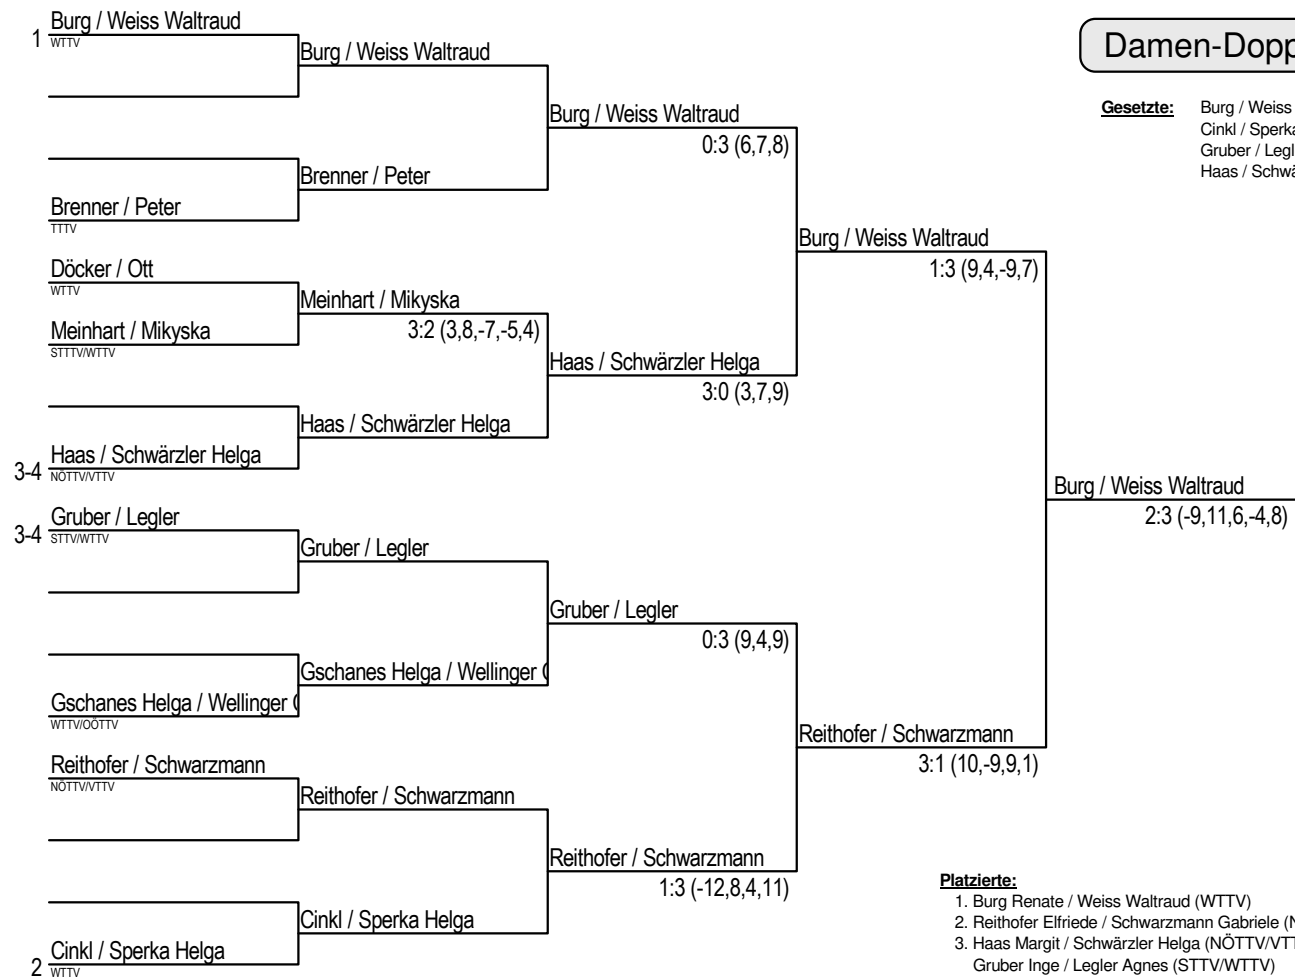 Damen-Dopp
Gesetzte: Burg / Weiss
Cinkl / Sperka
Gruber / Legl
Haas / Schwä
1 Burg / Weiss Waltraud
WTTV
Brenner / Peter
TTTV
Döcker / Ott
WTTV
Meinhart / Mikyska
STTTV/WTTV
3-4 Haas / Schwärzler Helga
NÖTTV/VTTV
3-4 Gruber / Legler
STTV/WTTV
Gschanes Helga / Wellinger
WTTV/OÖTTV
Reithofer / Schwarzmann
NÖTTV/VTTV
2 Cinkl / Sperka Helga
WTTV
Burg / Weiss Waltraud
Brenner / Peter
Meinhart / Mikyska
3:2 (3,8,-7,-5,4)
Haas / Schwärzler Helga
Gruber / Legler
Gschanes Helga / Wellinger
Reithofer / Schwarzmann
Cinkl / Sperka Helga
Burg / Weiss Waltraud
0:3 (6,7,8)
Haas / Schwärzler Helga
3:0 (3,7,9)
Gruber / Legler
0:3 (9,4,9)
Reithofer / Schwarzmann
1:3 (-12,8,4,11)
Burg / Weiss Waltraud
1:3 (9,4,-9,7)
Reithofer / Schwarzmann
3:1 (10,-9,9,1)
Burg / Weiss Waltraud
2:3 (-9,11,6,-4,8)
Platzierte:
1. Burg Renate / Weiss Waltraud (WTTV)
2. Reithofer Elfriede / Schwarzmann Gabriele (N
3. Haas Margit / Schwärzler Helga (NÖTTV/VTT
Gruber Inge / Legler Agnes (STTV/WTTV)